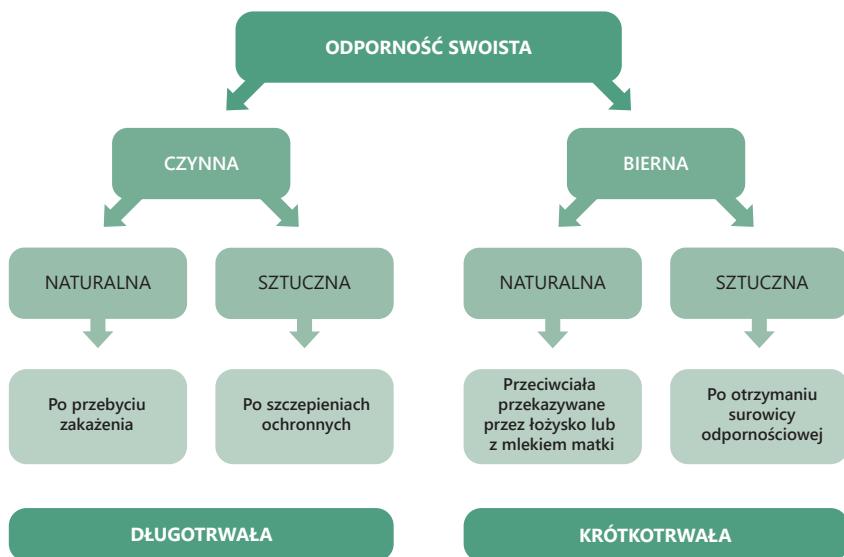 ODPORNOŚĆ SWOISTA
CZYNNA
BIERNA
NATURALNA
SZTUCZNA
NATURALNA
SZTUCZNA
Po przebyciu
zakażenia
Po szczepieniach
ochronnych
Przeciwciała
przekazywane
przez łożysko lub
z mlekiem matki
Po otrzymaniu
surowicy
odpornościowej
DŁUGOTRWAŁA
KRÓTKOTRWAŁA